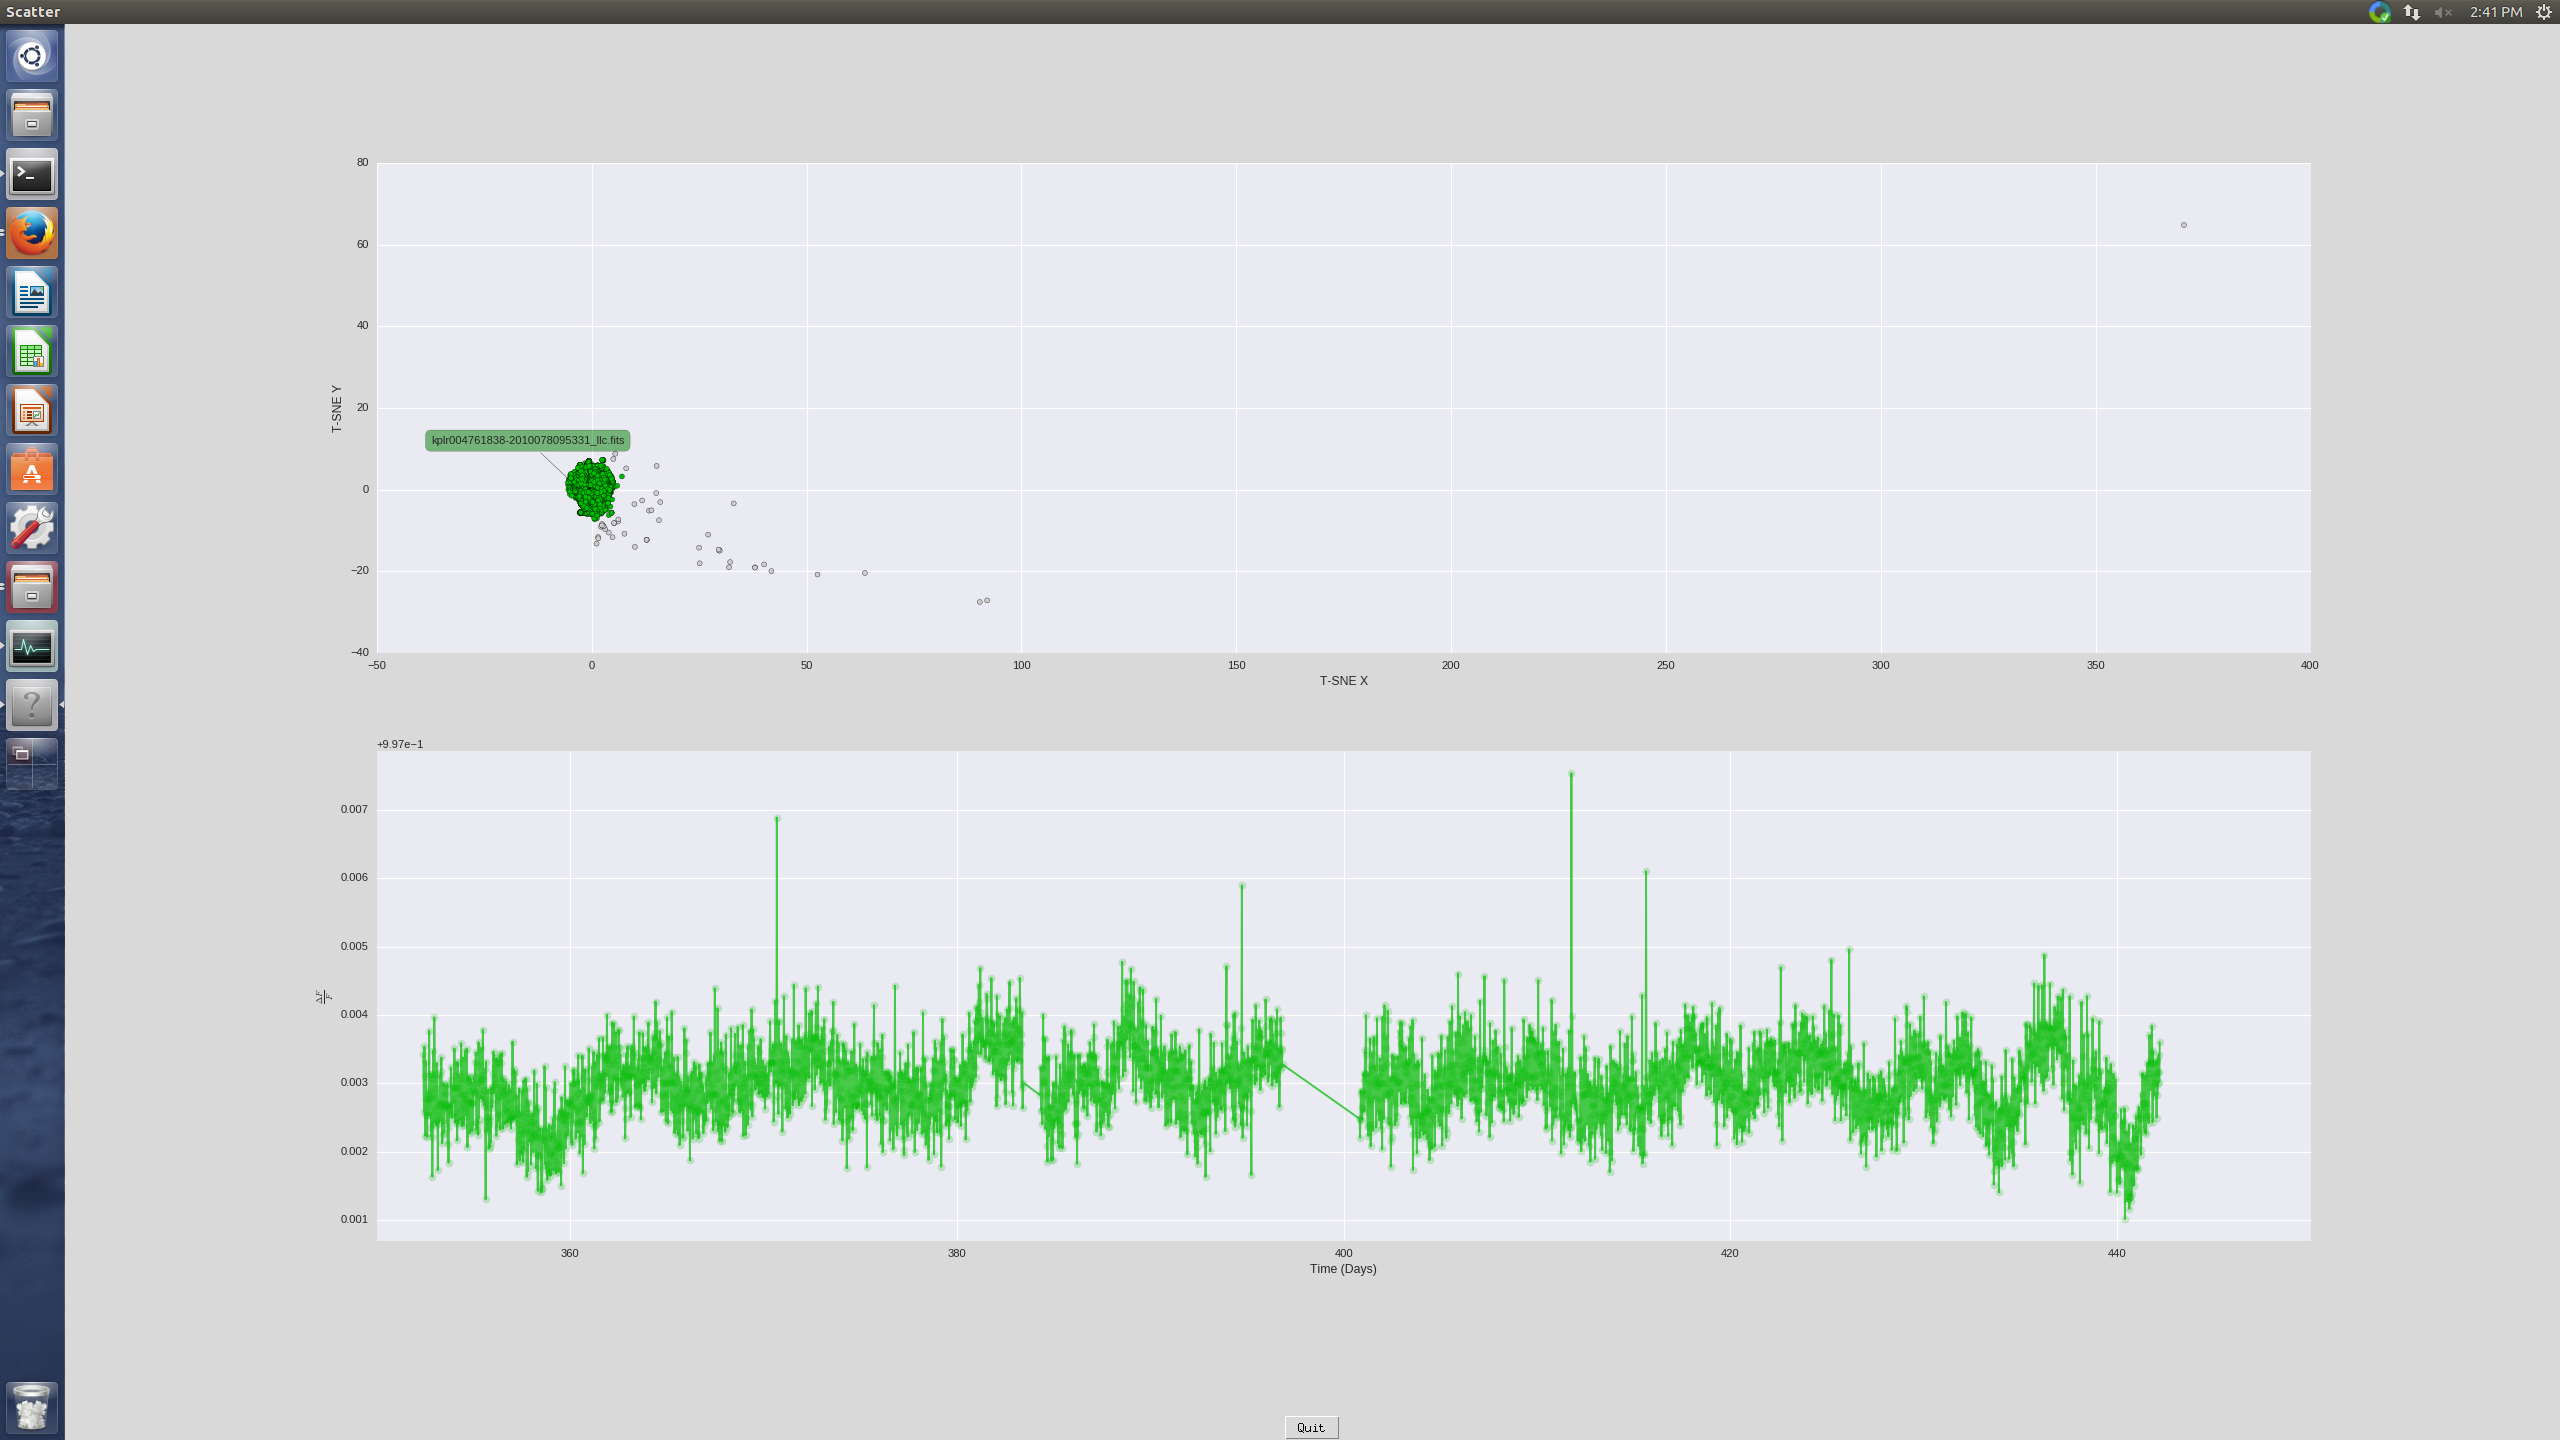 Scatter
2:41 PM
80
60
40
20
0
−20
−40
T-SNE Y
kplr004761838-2010078095331_llc.fits
−50 0 50 100 150 200 250 300 350 400
T-SNE X
+9.97e−1
0.007
0.006
0.005
0.004
0.003
0.002
0.001
ΔF
F
360 380 400 420 440
Time (Days)
Quit